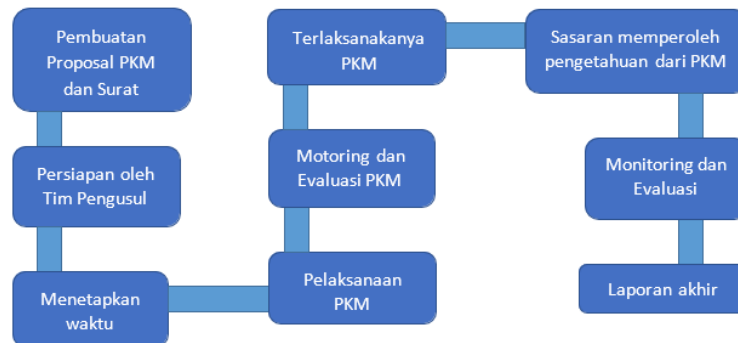 Pembuatan
Proposal PKM
dan Surat
Persiapan oleh
Tim Pengusul
Menetapkan
waktu
Pelaksanaan
PKM
Motoring dan
Evaluasi PKM
Terlaksanakanya
PKM
Sasaran memperoleh
pengetahuan dari PKM
Monitoring dan
Evaluasi
Laporan akhir